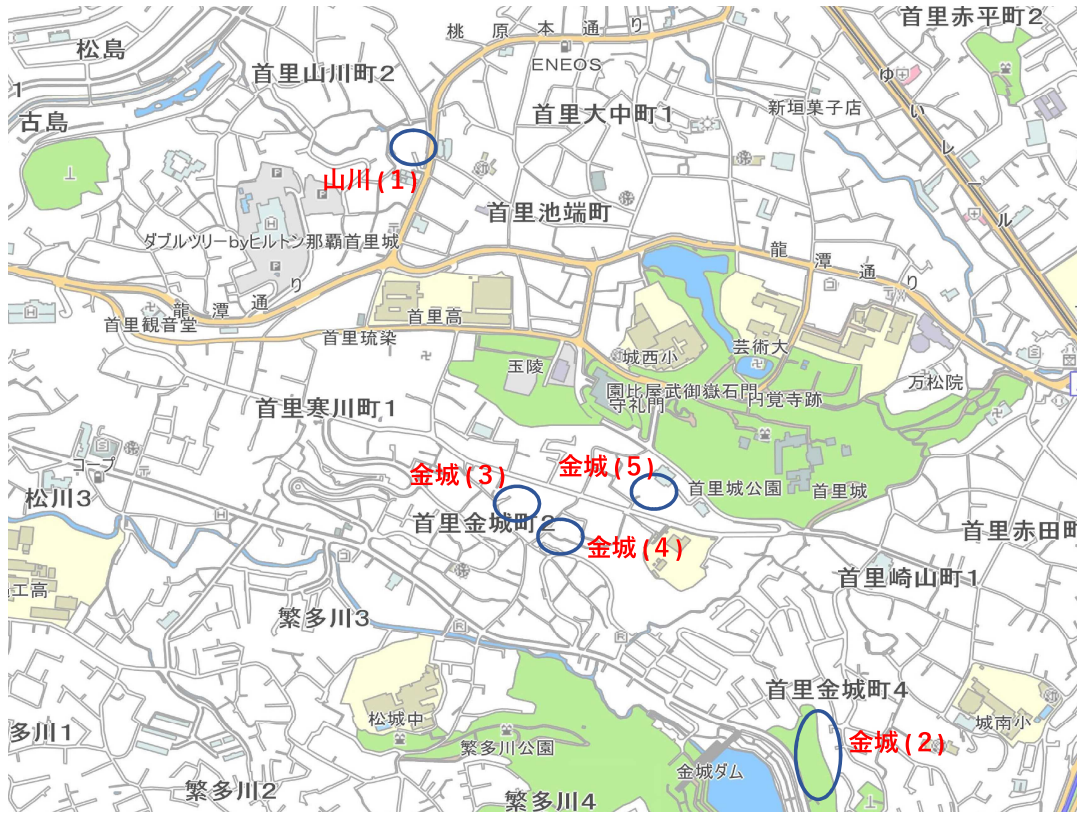 首里赤平町2
松島
桃原本通り
首里山川町2
ENEOS
ゆいレール
1
新垣菓子店
首里大中町1
古島
山川(1)
首里池端町
ダブルツリーbyヒルトン那覇首里城
龍潭通り
龍潭通り
首里観音堂
首里高
首里琉染
城西小
芸術大
玉陵
園比屋武御嶽石門
守礼門
円覚寺跡
万松院
首里寒川町1
コープ
金城(5)
金城(3)
首里城公園
首里城
松川3
首里金城町2
首里赤田町
金城(4)
首里崎山町1
工高
繁多川3
首里金城町4
松城中
城南小
多川1
繁多川公園
金城(2)
金城ダム
繁多川2
繁多川4